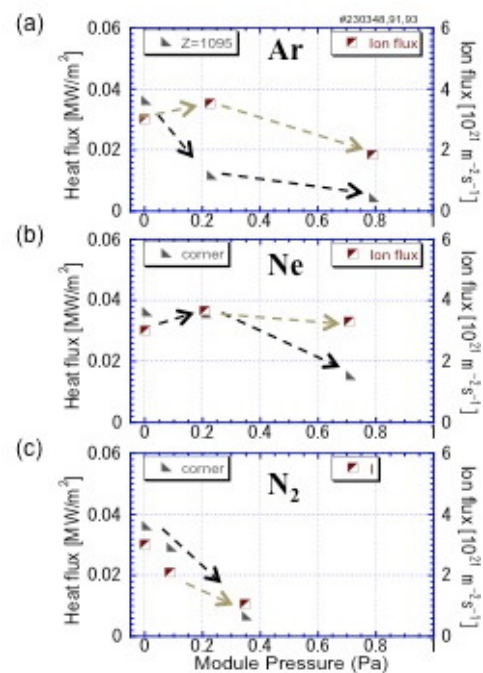 (a)
#230348,91,93
Z=1095
Ar
Ion flux
0.06
0.04
0.02
0
6
4
2
0
Heat flux [MW/m²]
Ion flux [10²¹ m⁻²s⁻¹]
0 0.2 0.4 0.6 0.8
(b)
corner
Ne
Ion flux
0.06
0.04
0.02
0
6
4
2
0
Heat flux [MW/m²]
Ion flux [10²¹ m⁻²s⁻¹]
0 0.2 0.4 0.6 0.8
(c)
corner
N₂
I
0.06
0.04
0.02
0
6
4
2
0
Heat flux [MW/m²]
Ion flux [10²¹ m⁻²s⁻¹]
0 0.2 0.4 0.6 0.8
Module Pressure (Pa)